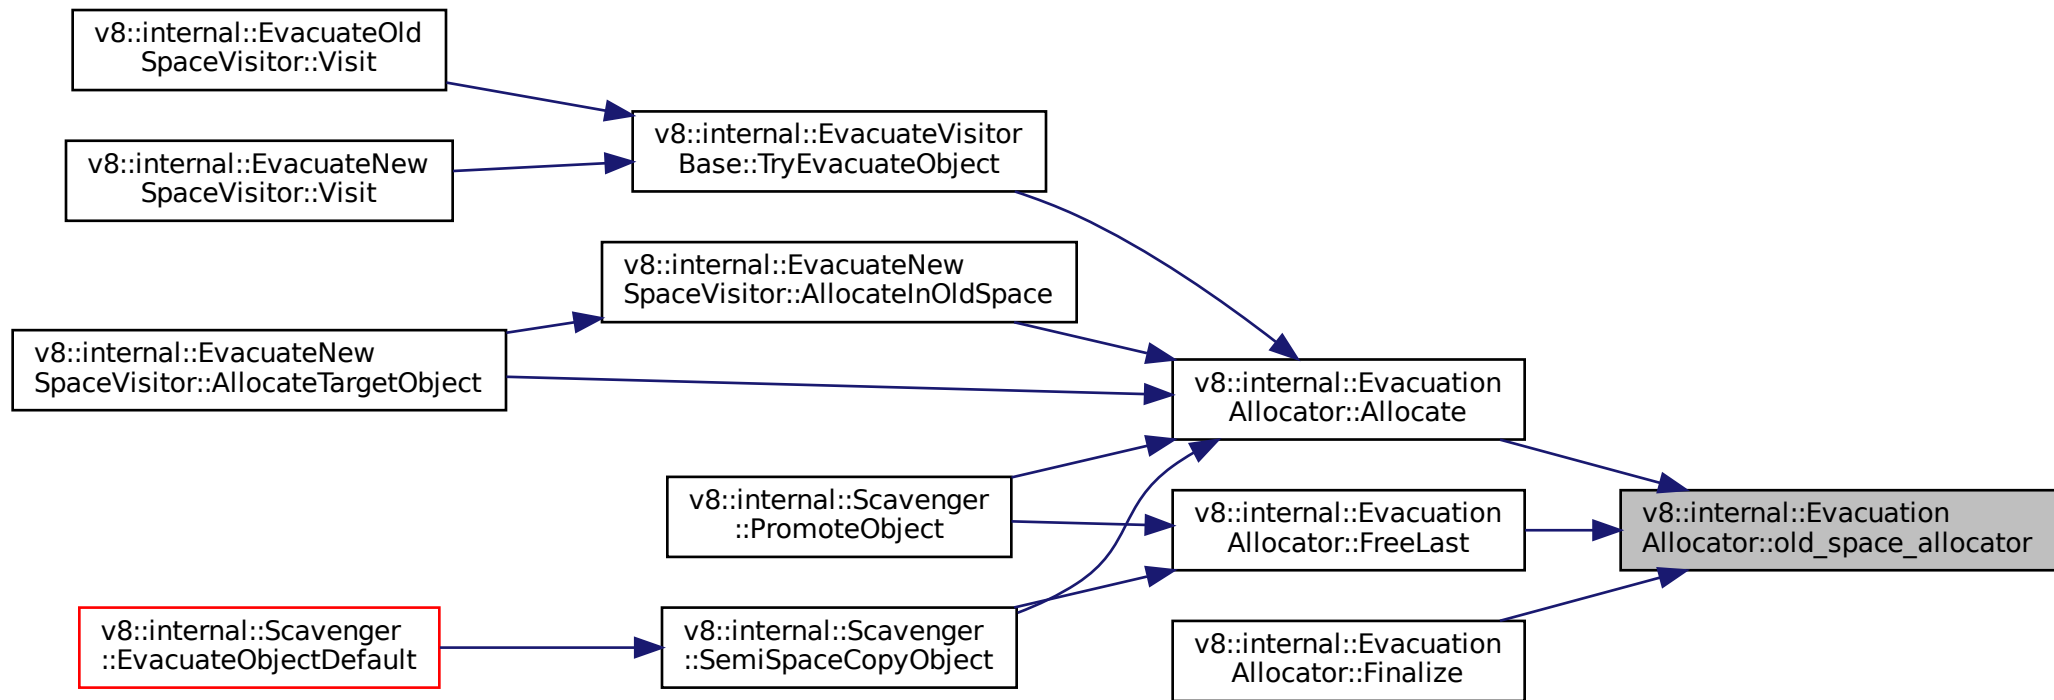 v8::internal::EvacuateOld
SpaceVisitor::Visit
v8::internal::EvacuateVisitor
Base::TryEvacuateObject
v8::internal::EvacuateNew
SpaceVisitor::Visit
v8::internal::EvacuateNew
SpaceVisitor::AllocateInOldSpace
v8::internal::EvacuateNew
SpaceVisitor::AllocateTargetObject
v8::internal::Evacuation
Allocator::Allocate
v8::internal::Scavenger
::PromoteObject
v8::internal::Evacuation
Allocator::FreeLast
v8::internal::Evacuation
Allocator::old_space_allocator
v8::internal::Scavenger
::EvacuateObjectDefault
v8::internal::Scavenger
::SemiSpaceCopyObject
v8::internal::Evacuation
Allocator::Finalize